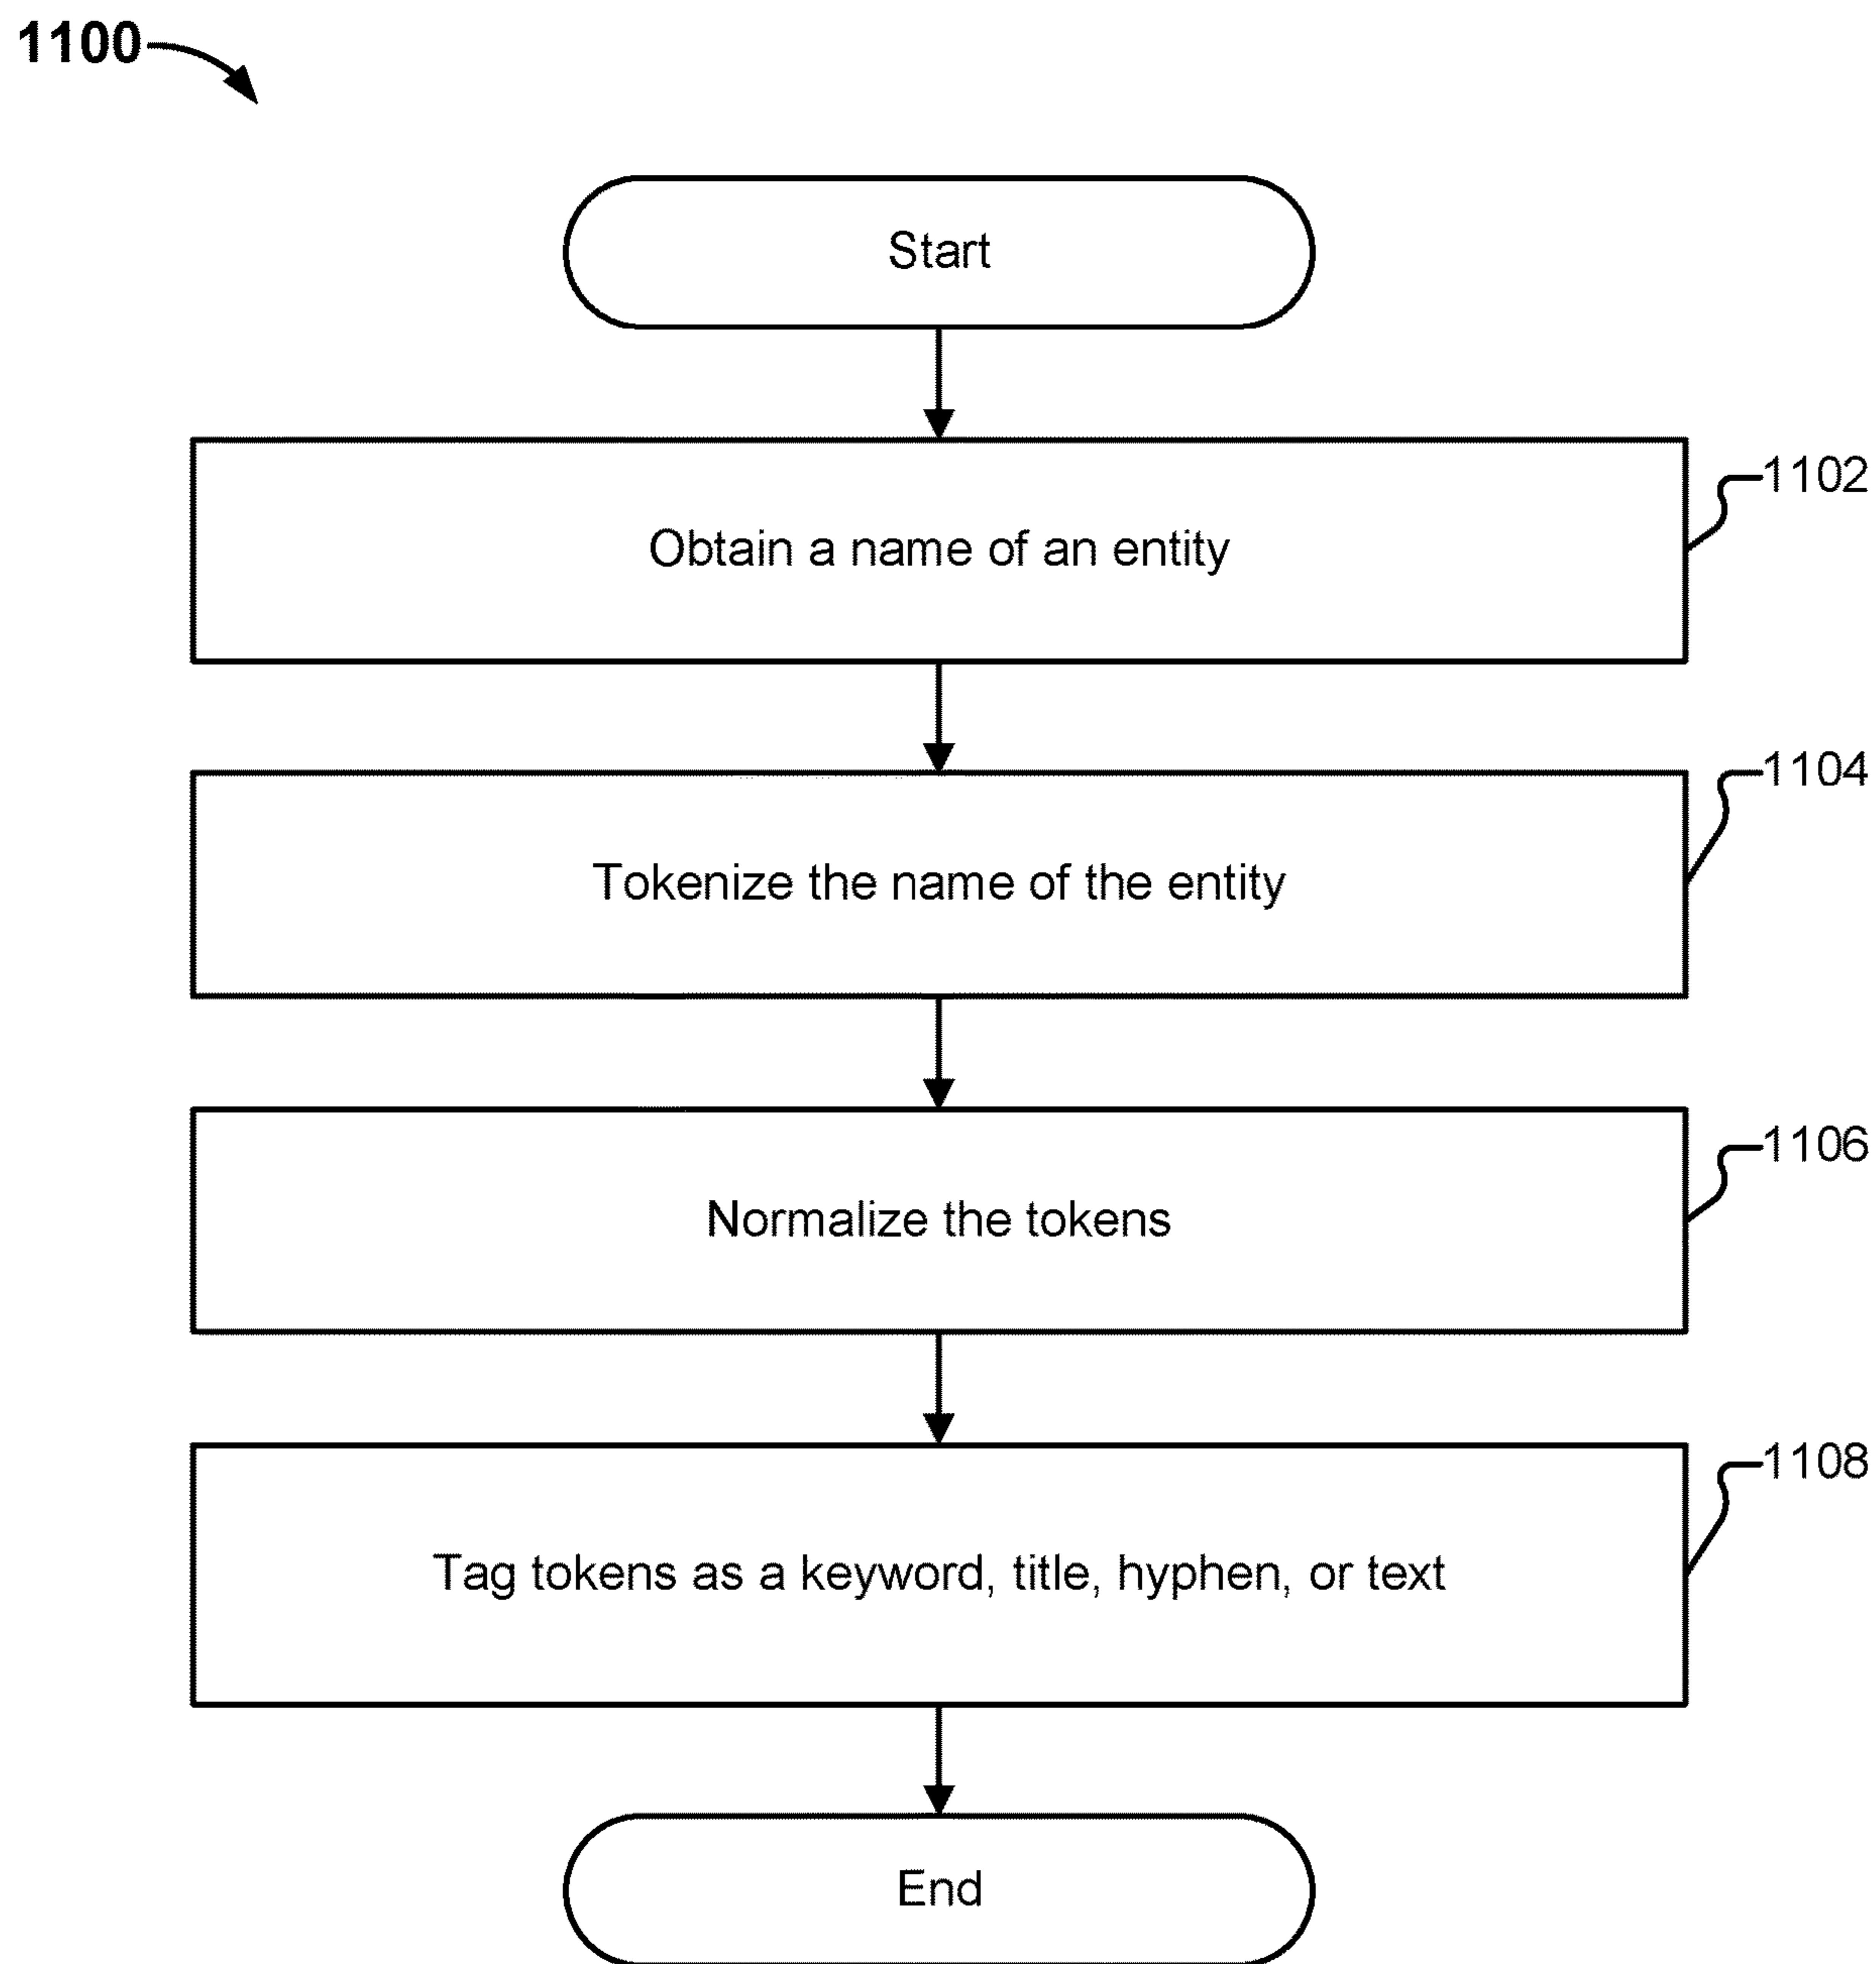 1100
Start
Obtain a name of an entity
1102
Tokenize the name of the entity
1104
Normalize the tokens
1106
Tag tokens as a keyword, title, hyphen, or text
1108
End